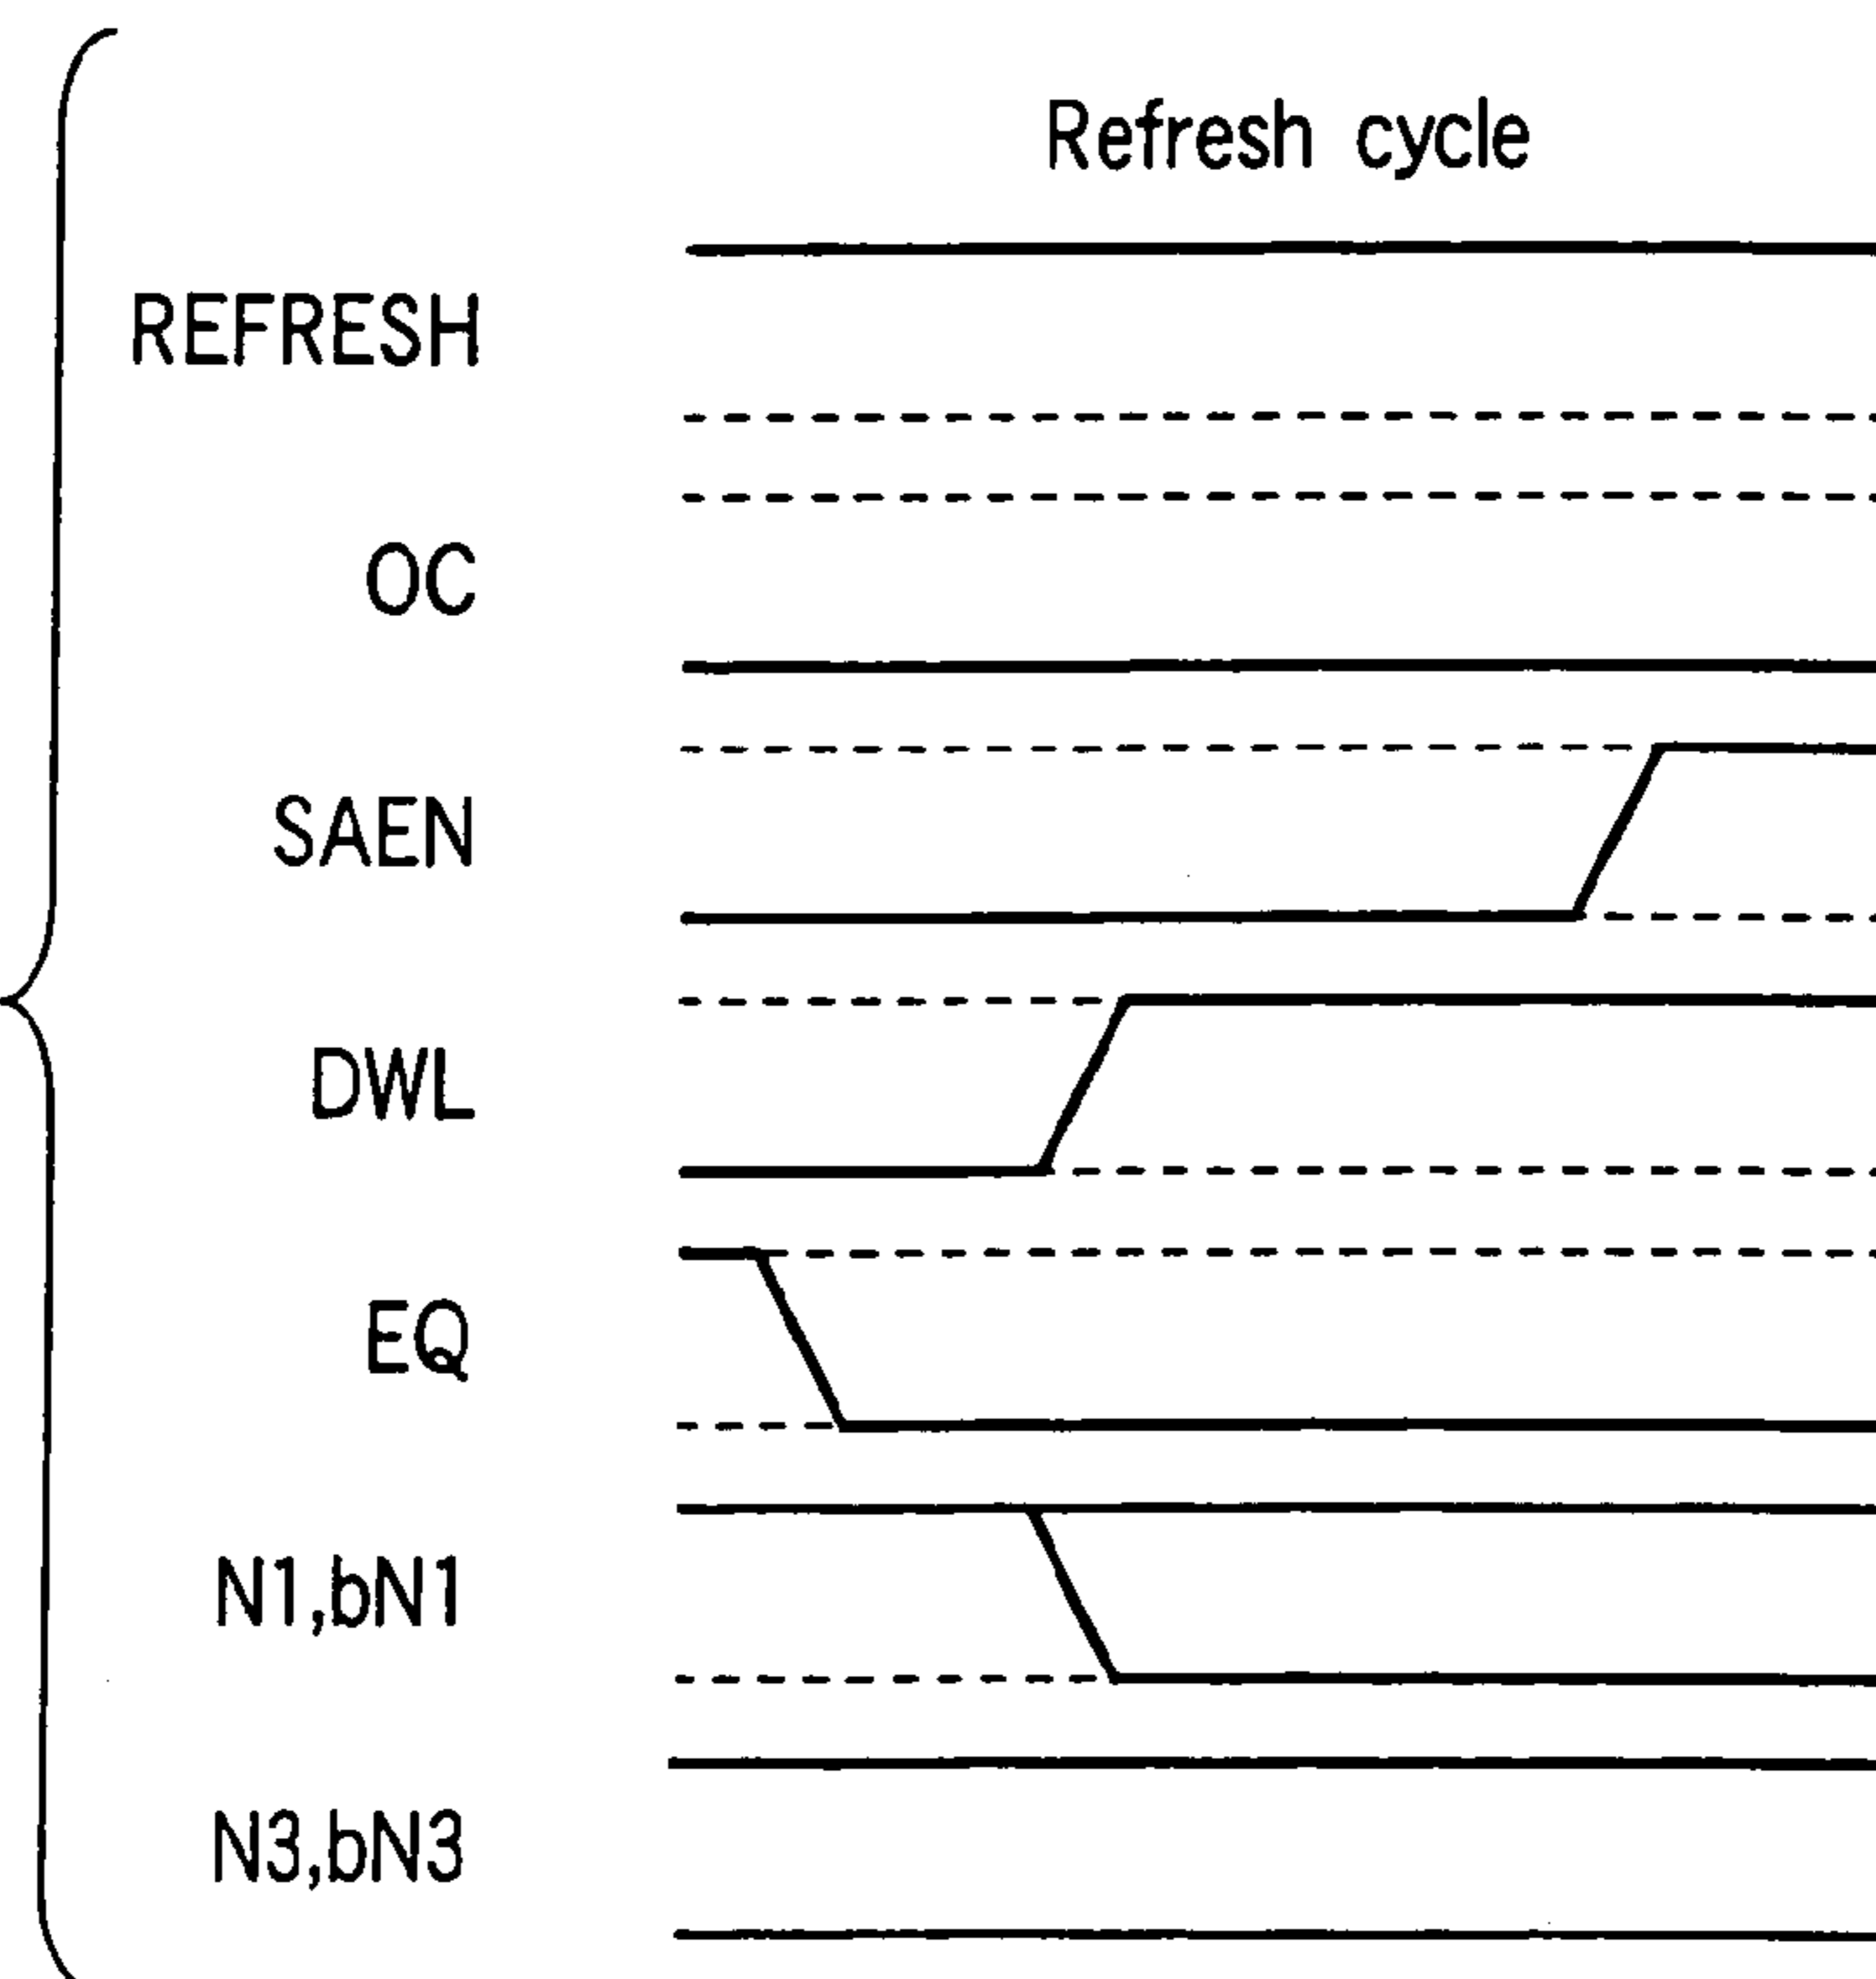 Refresh cycle
REFRESH
OC
SAEN
DWL
EQ
N1,bN1
N3,bN3